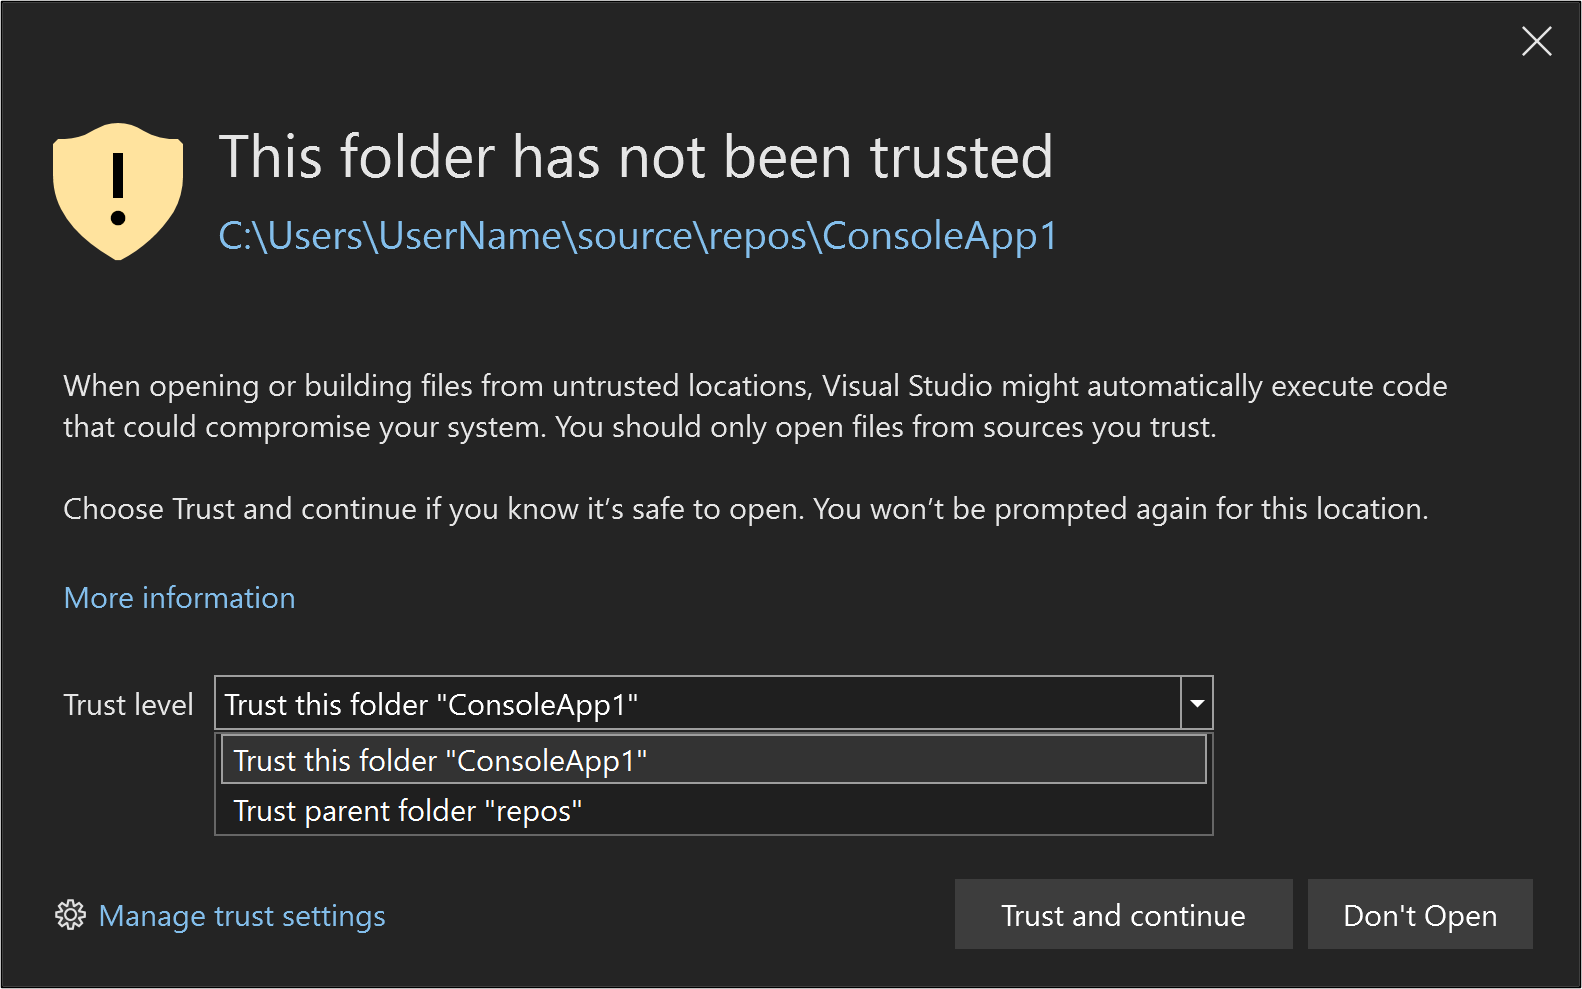 This folder has not been trusted
C:\Users\UserName\source\repos\ConsoleApp1
When opening or building files from untrusted locations, Visual Studio might automatically execute code
that could compromise your system. You should only open files from sources you trust.
Choose Trust and continue if you know it’s safe to open. You won’t be prompted again for this location.
More information
Trust level
Trust this folder "ConsoleApp1"
Trust this folder "ConsoleApp1"
Trust parent folder "repos"
Manage trust settings
Trust and continue
Don't Open